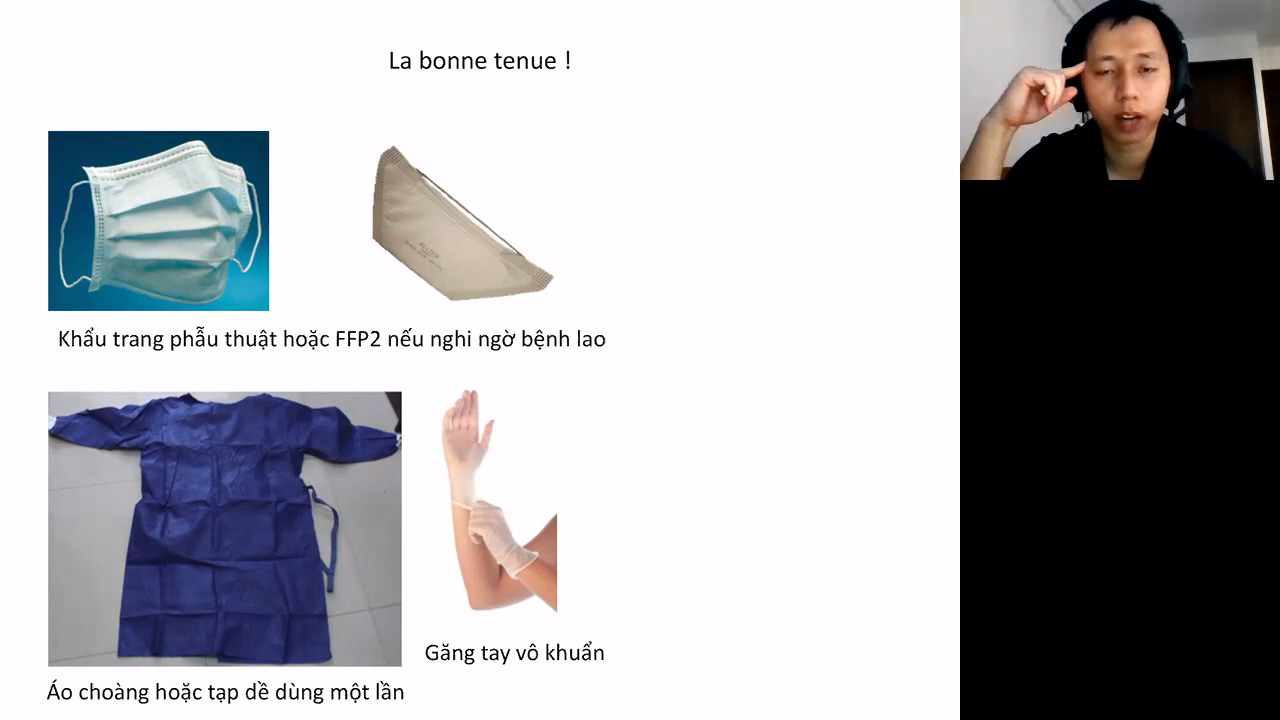 La bonne tenue !
Khẩu trang phẫu thuật hoặc FFP2 nếu nghi ngờ bệnh lao
Găng tay vô khuẩn
Áo choàng hoặc tạp dề dùng một lần